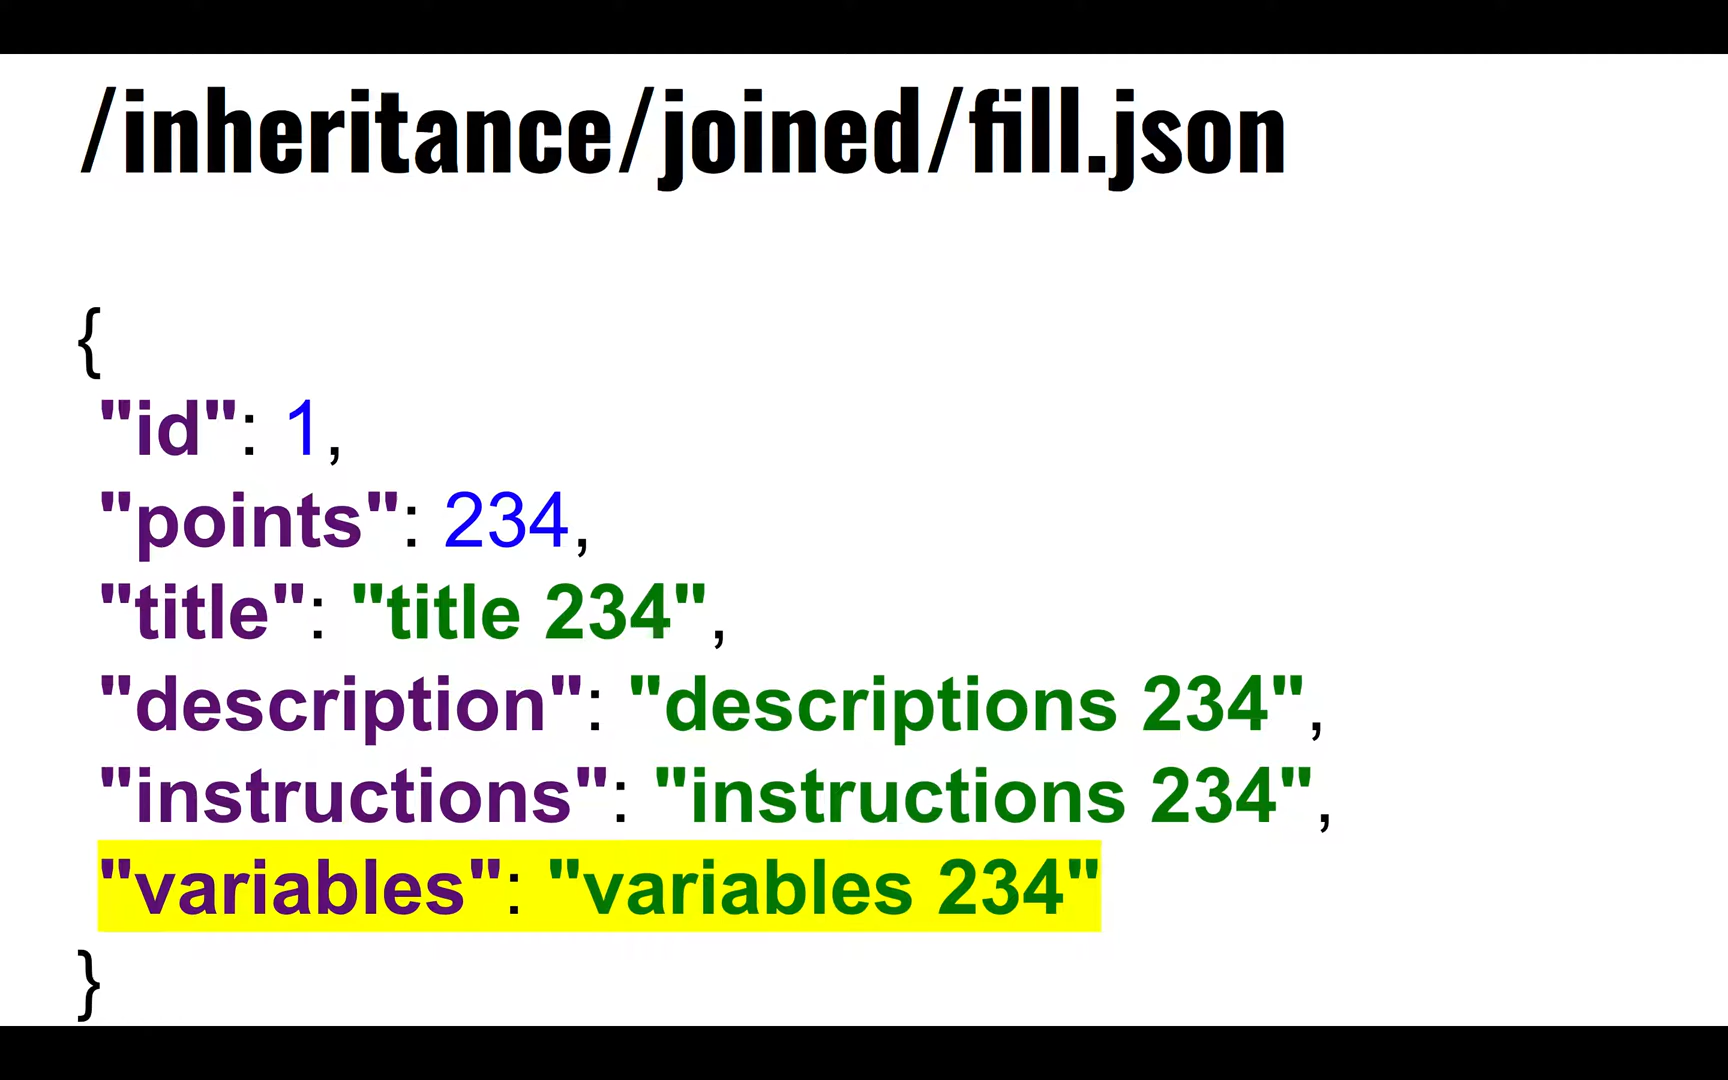 /inheritance/joined/fill.json
{
"id": 1,
"points": 234,
"title": "title 234",
"description": "descriptions 234",
"instructions": "instructions 234",
"variables": "variables 234"
}